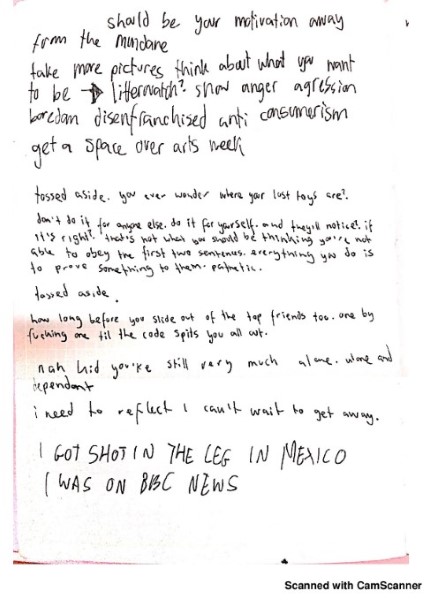 should be your motivation away
from the mundane
take more pictures think about what you want
to be → litterwatch? show anger agression
boredom disenfranchised anti consumerism
get a space over arts week
tossed aside. you ever wonder where your lost toys are?
don't do it for anyone else. do it for yourself. and they'll notice? if
it's right? that's not what you should be thinking you're not
able to obey the first two sentences. everything you do is
to prove something to them. pathetic.
tossed aside.
how long before you slide out of the top friends too. one by
fucking one til the code spits you all out.
nah kid you're still very much alone. alone and
dependant
i need to reflect I can't wait to get away.
I GOT SHOT IN THE LEG IN MEXICO
I WAS ON BBC NEWS
Scanned with CamScanner